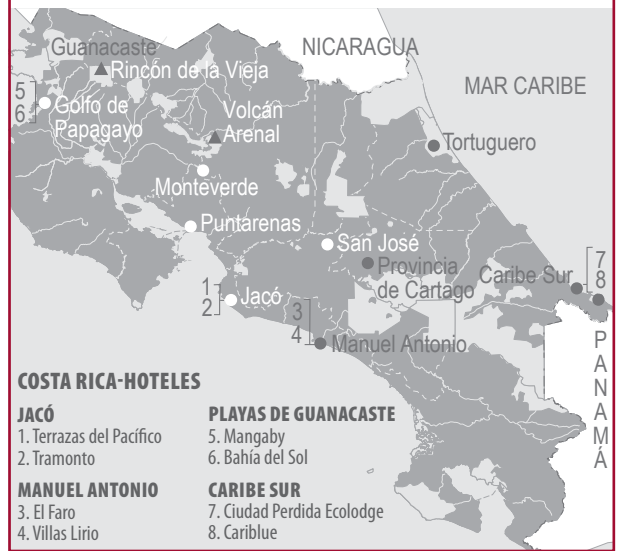 Guanacaste
NICARAGUA
Rincón de la Vieja
MAR CARIBE
5
6
Golfo de
Papagayo
Volcán
Arenal
Tortuguero
Monteverde
Puntarenas
San José
Provincia
de Cartago
Caribe Sur
7
8
1
2
Jacó
3
4
Manuel Antonio
PANAMÁ
COSTA RICA-HOTELES
JACÓ
1. Terrazas del Pacífico
2. Tramonto
MANUEL ANTONIO
3. El Faro
4. Villas Lirio
PLAYAS DE GUANACASTE
5. Mangaby
6. Bahía del Sol
CARIBE SUR
7. Ciudad Perdida Ecolodge
8. Cariblue